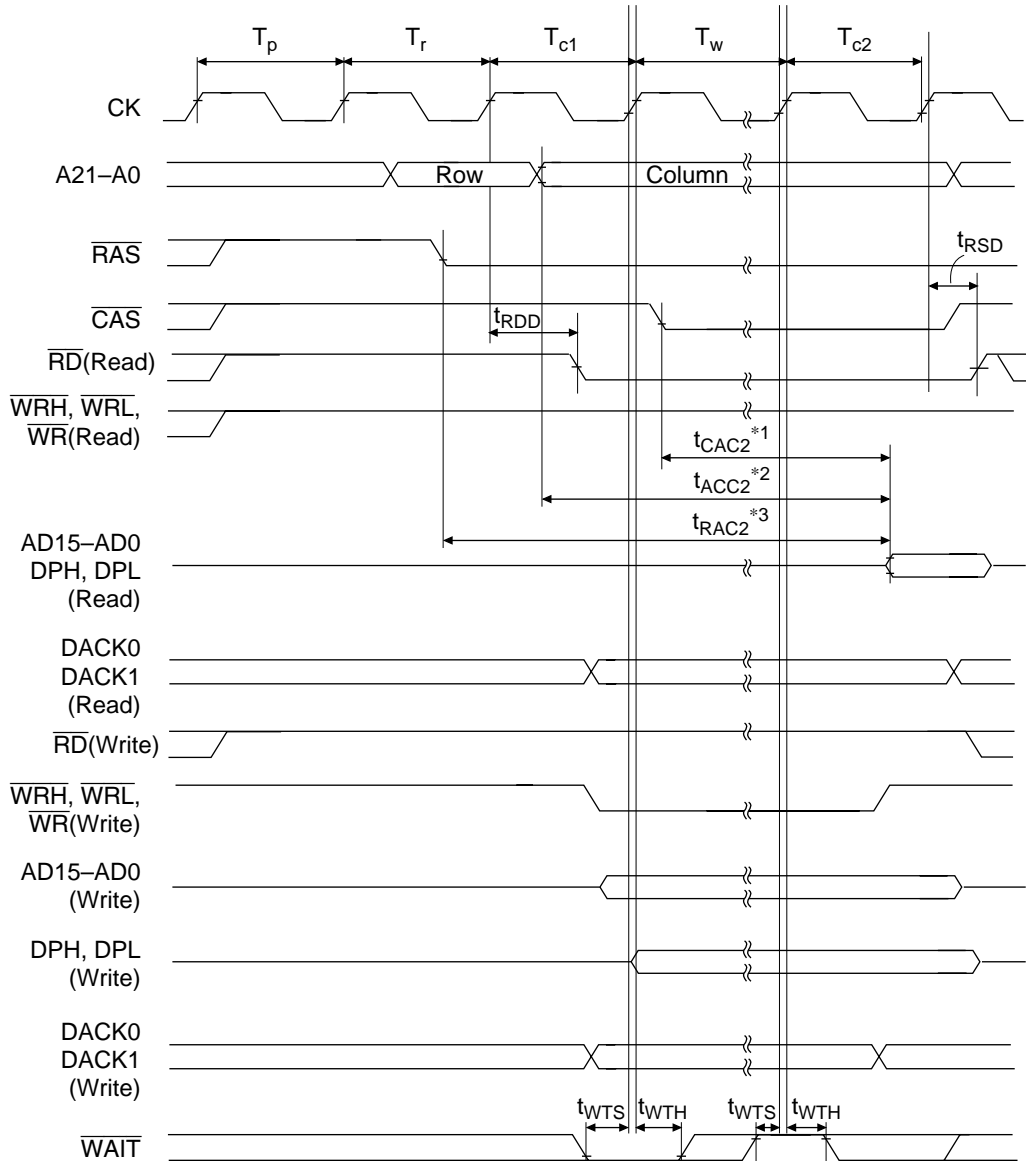 Tp Tr Tc1 Tw Tc2
CK
A21–A0 Row Column
RAS
tRSD
CAS
tRDD
RD(Read)
WRH, WRL,
WR(Read)
tCAC2*1
tACC2*2
tRAC2*3
AD15–AD0
DPH, DPL
(Read)
DACK0
DACK1
(Read)
RD(Write)
WRH, WRL,
WR(Write)
AD15–AD0
(Write)
DPH, DPL
(Write)
DACK0
DACK1
(Write)
tWTS tWTH tWTS tWTH
WAIT